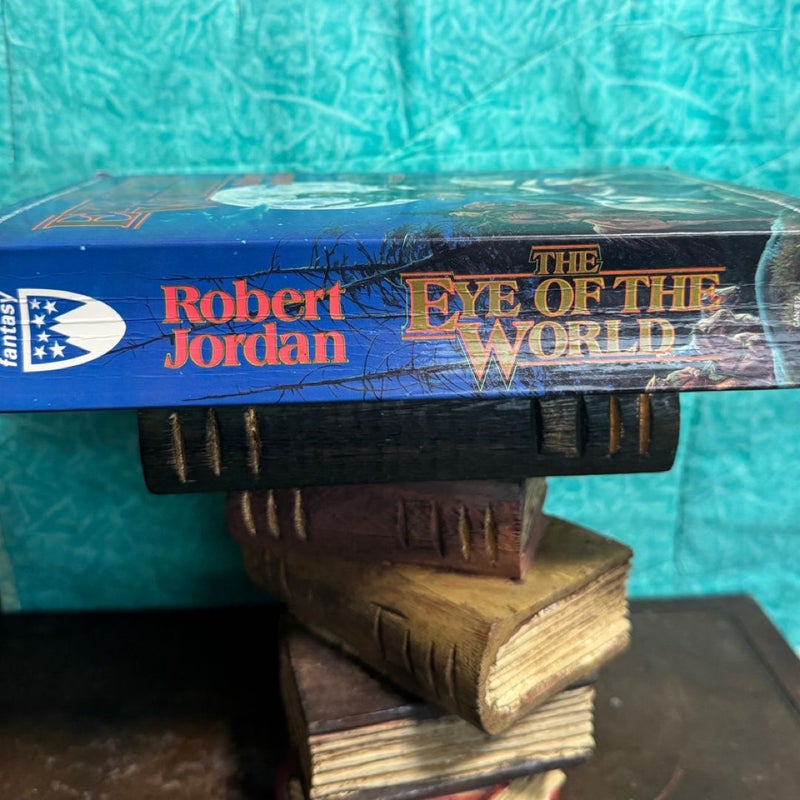 fantasy
Robert
Jordan
THE
EYE OF THE
WORLD